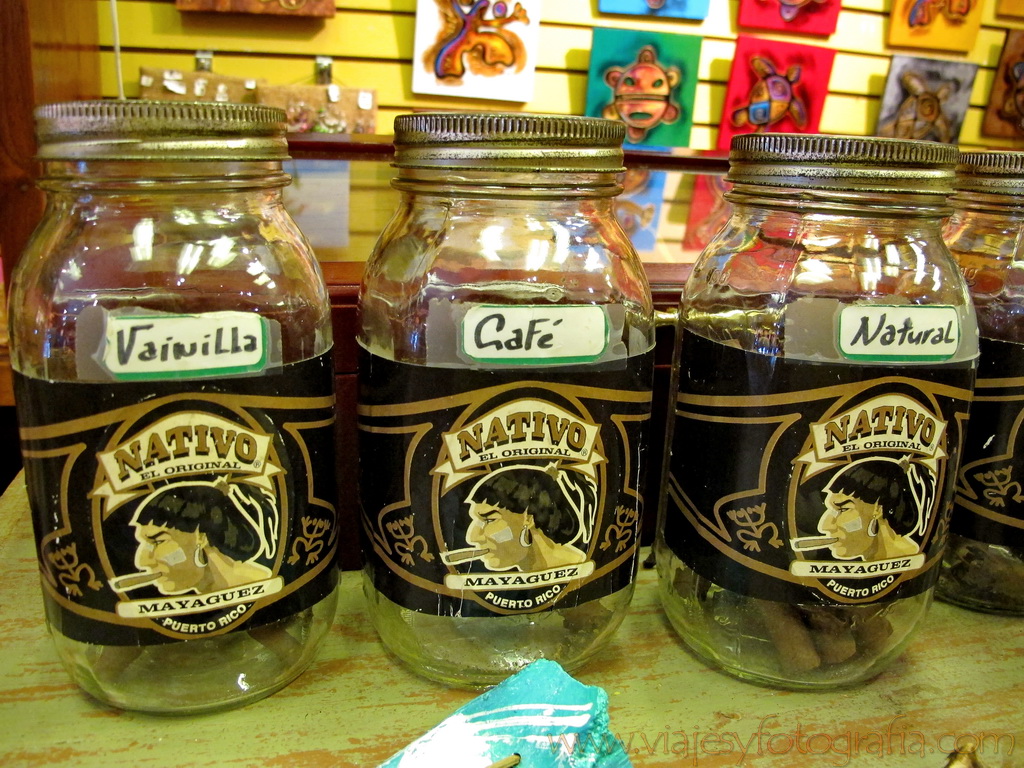 Vainilla
NATIVO
EL ORIGINAL ®
MAYAGUEZ
PUERTO RICO
Café
NATIVO
EL ORIGINAL ®
MAYAGUEZ
PUERTO RICO
Natural
NATIVO
EL ORIGINAL ®
MAYAGUEZ
PUERTO RICO
www.viajesyfotografia.com